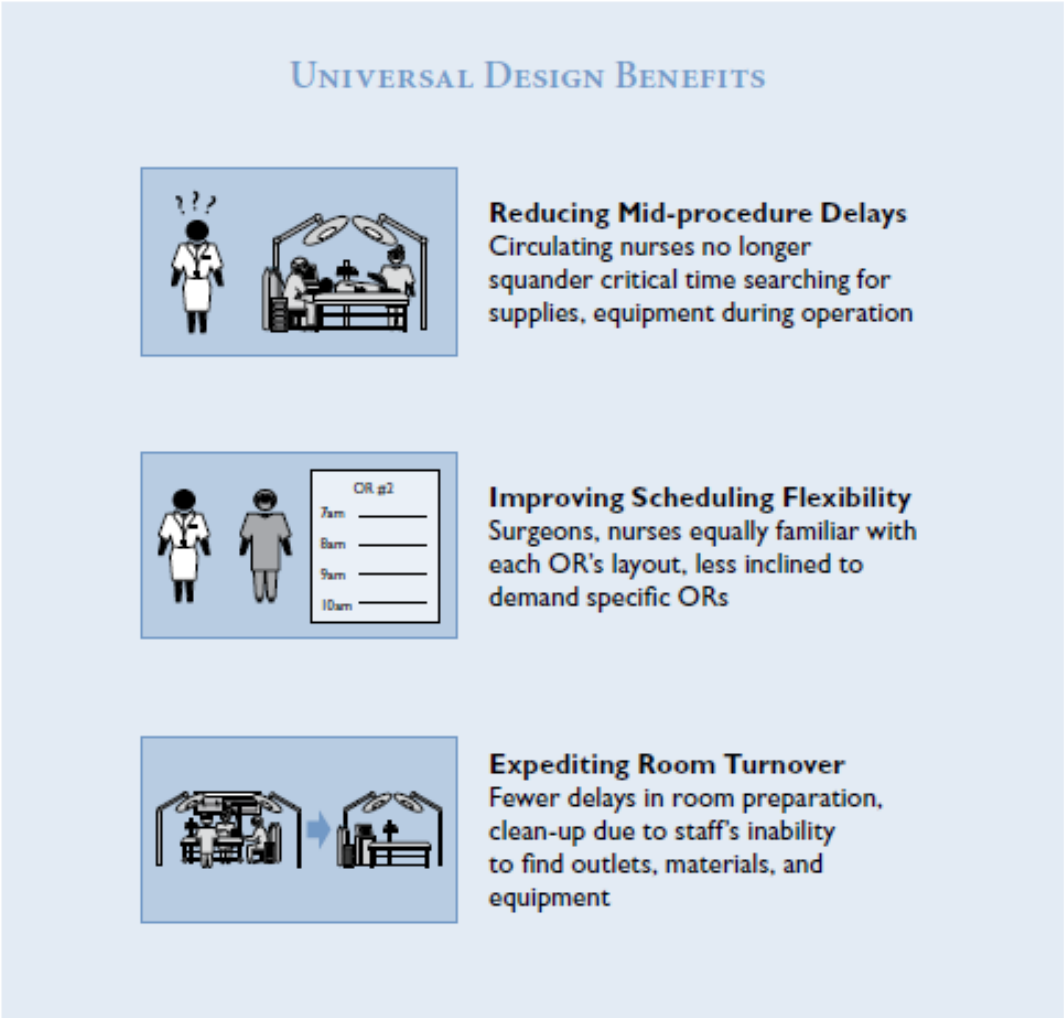 UNIVERSAL DESIGN BENEFITS
? ? ?
Reducing Mid-procedure Delays
Circulating nurses no longer
squander critical time searching for
supplies, equipment during operation
OR #2
7am
8am
9am
10am
Improving Scheduling Flexibility
Surgeons, nurses equally familiar with
each OR's layout, less inclined to
demand specific ORs
Expediting Room Turnover
Fewer delays in room preparation,
clean-up due to staff's inability
to find outlets, materials, and
equipment